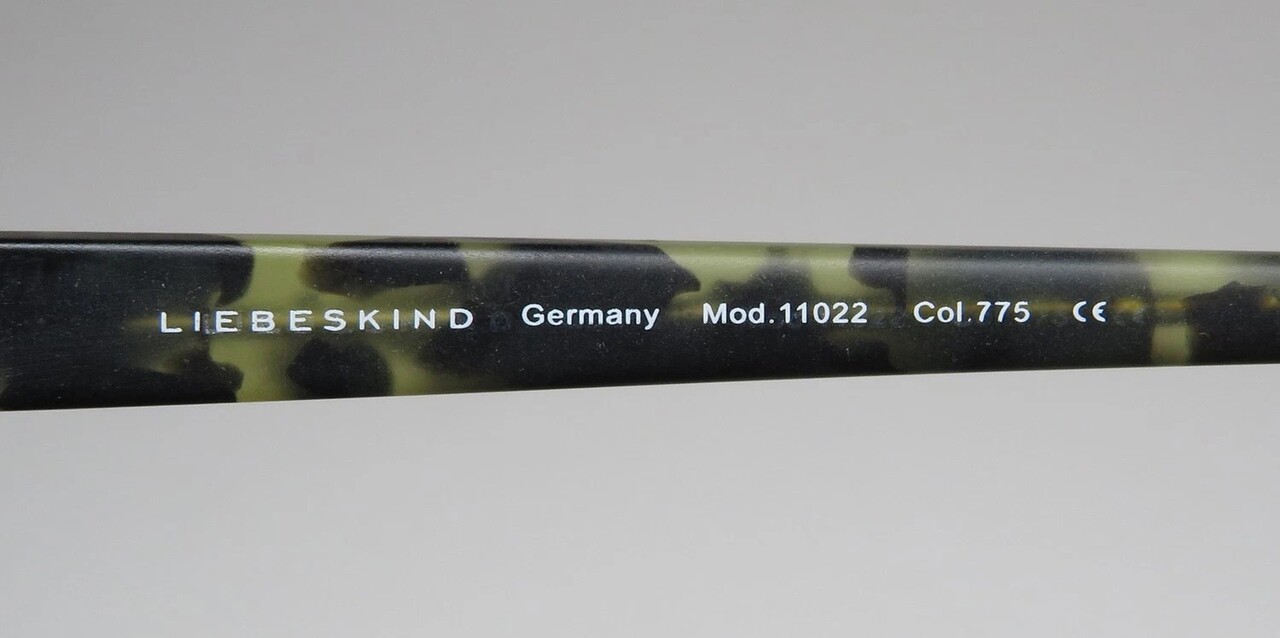 LIEBESKIND Germany Mod.11022 Col.775 CE